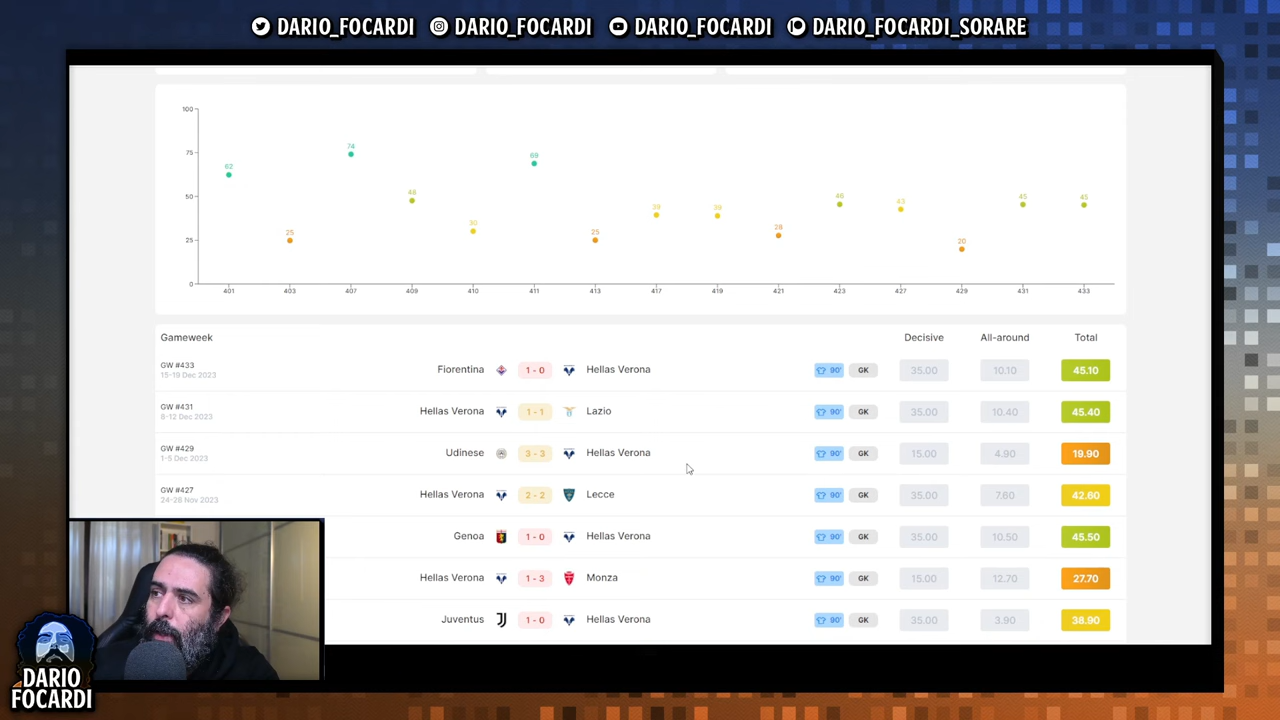 DARIO_FOCARDI DARIO_FOCARDI DARIO_FOCARDI DARIO_FOCARDI_SORARE
100
75
50
25
0
62
25
74
48
30
69
25
39
39
28
46
43
20
45
45
401 403 407 409 410 411 413 417 419 421 423 427 429 431 433
Gameweek Decisive All-around Total
GW #433
15-19 Dec 2023
Fiorentina 1 - 0 Hellas Verona 90' GK 35.00 10.10 45.10
GW #431
8-12 Dec 2023
Hellas Verona 1 - 1 Lazio 90' GK 35.00 10.40 45.40
GW #429
1-5 Dec 2023
Udinese 3 - 3 Hellas Verona 90' GK 15.00 4.90 19.90
GW #427
24-28 Nov 2023
Hellas Verona 2 - 2 Lecce 90' GK 35.00 7.60 42.60
Genoa 1 - 0 Hellas Verona 90' GK 35.00 10.50 45.50
Hellas Verona 1 - 3 Monza 90' GK 15.00 12.70 27.70
Juventus 1 - 0 Hellas Verona 90' GK 35.00 3.90 38.90
DARIO
FOCARDI